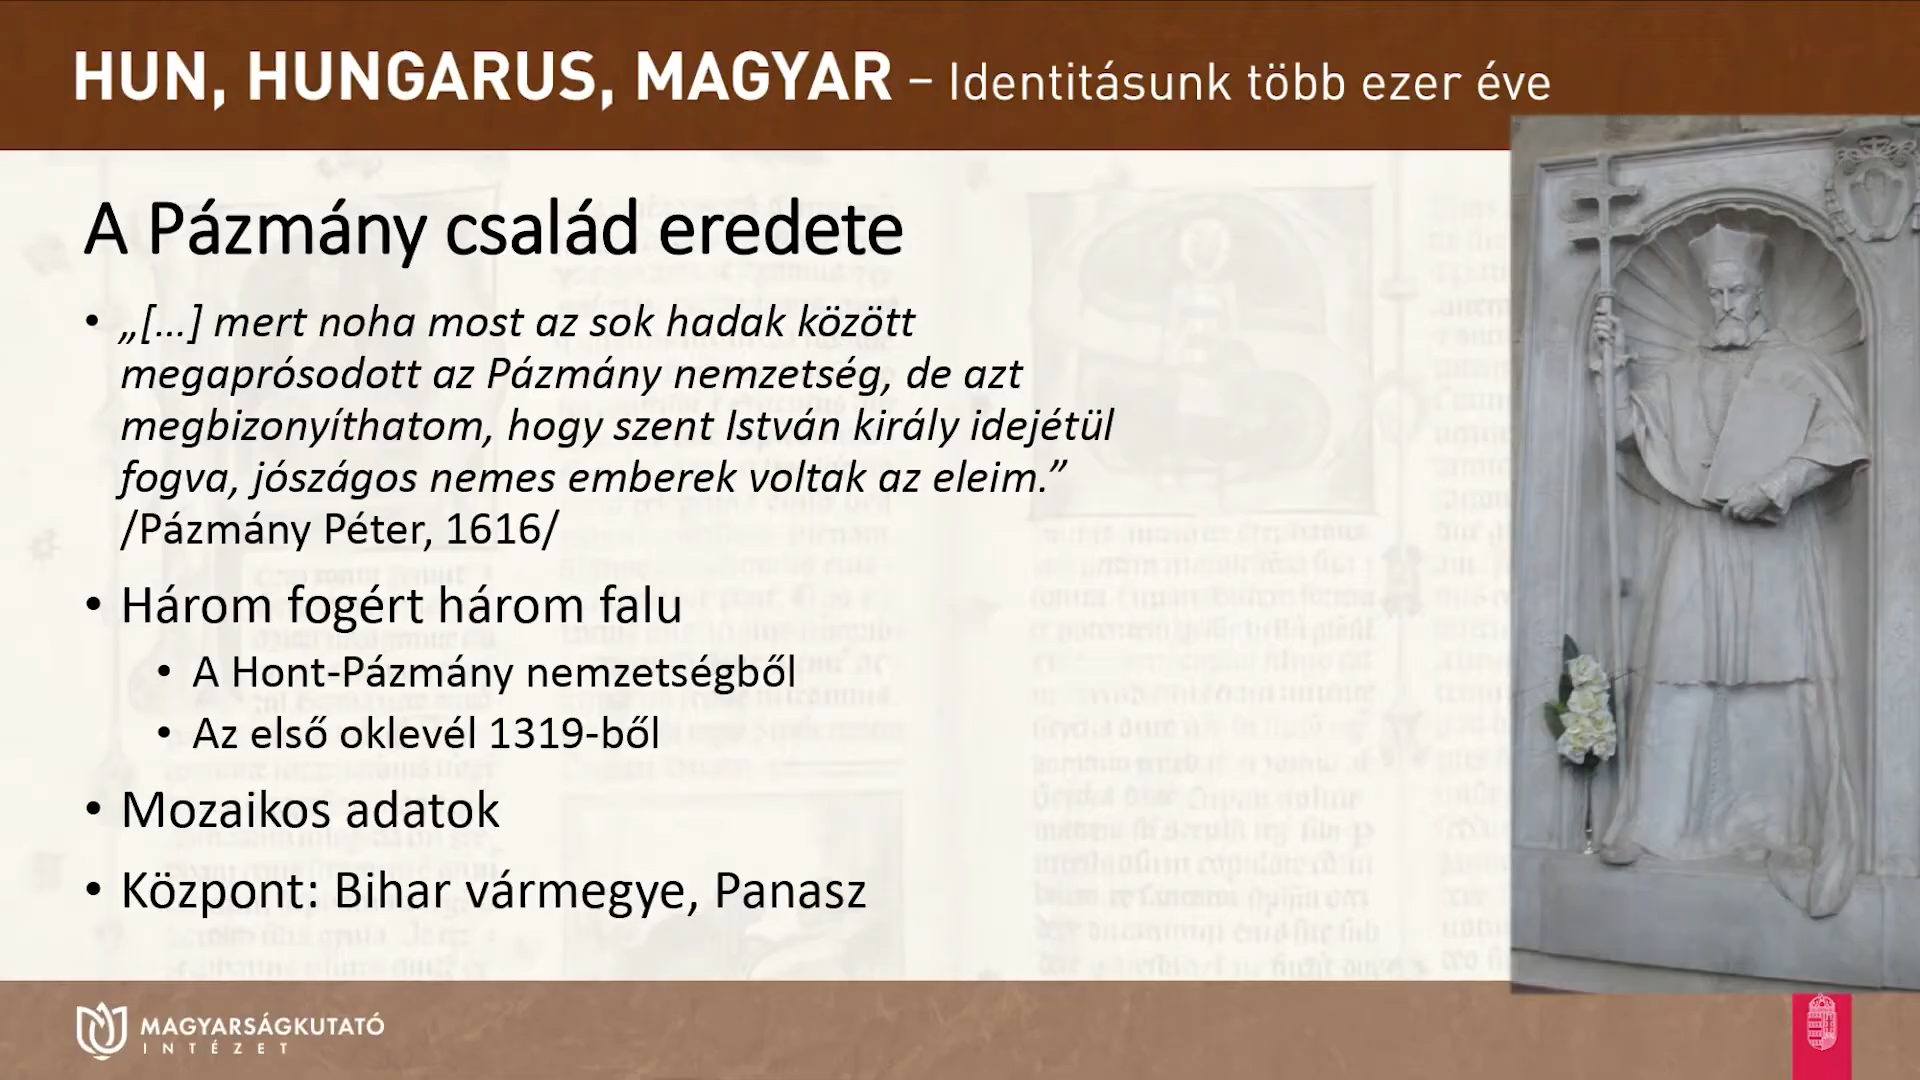 HUN, HUNGARUS, MAGYAR – Identitásunk több ezer éve
A Pázmány család eredete
• „[...] mert noha most az sok hadak között
megaprósodott az Pázmány nemzetség, de azt
megbizonyíthatom, hogy szent István király idejétül
fogva, jószágos nemes emberek voltak az eleim.”
/Pázmány Péter, 1616/
• Három fogért három falu
• A Hont-Pázmány nemzetségből
• Az első oklevél 1319-ből
• Mozaikos adatok
• Központ: Bihar vármegye, Panasz
MAGYARSÁGKUTATÓ
INTÉZET